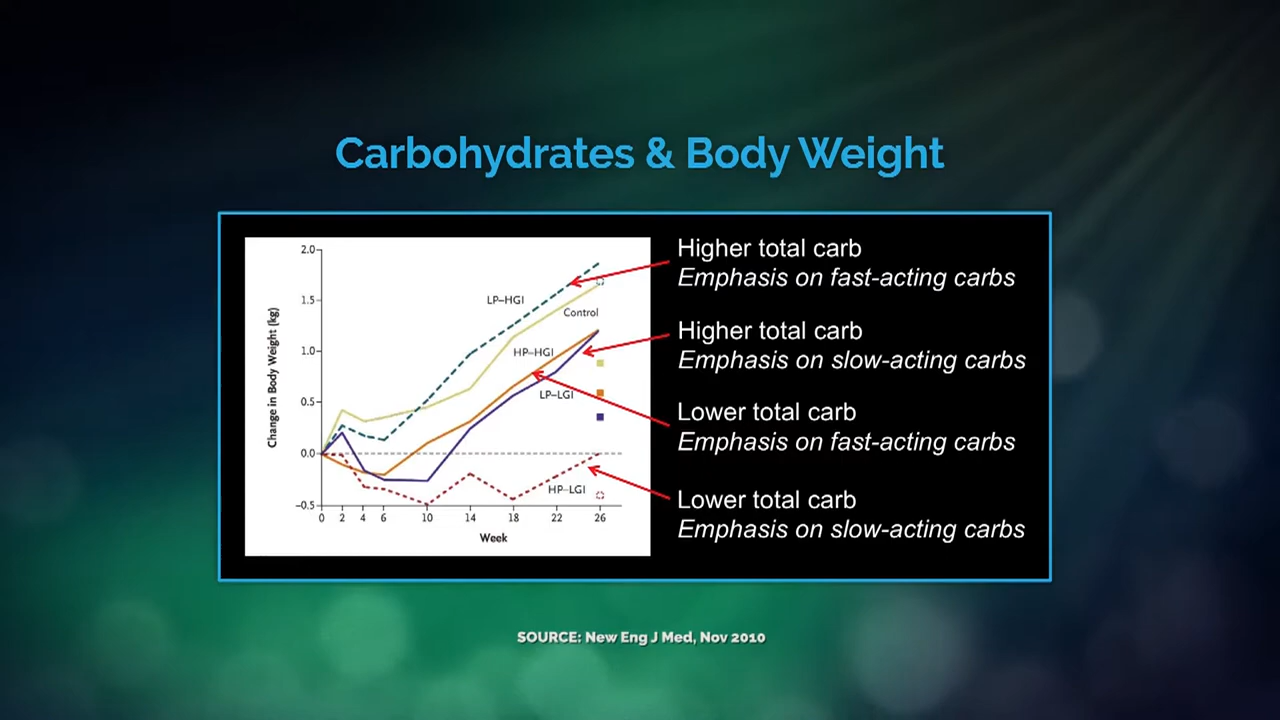 Carbohydrates & Body Weight
Change in Body Weight (kg)
2.0
1.5
1.0
0.5
0.0
−0.5
0 2 4 6 10 14 18 22 26
Week
LP–HGI
Control
HP–HGI
LP–LGI
HP–LGI
Higher total carb
Emphasis on fast-acting carbs
Higher total carb
Emphasis on slow-acting carbs
Lower total carb
Emphasis on fast-acting carbs
Lower total carb
Emphasis on slow-acting carbs
SOURCE: New Eng J Med, Nov 2010